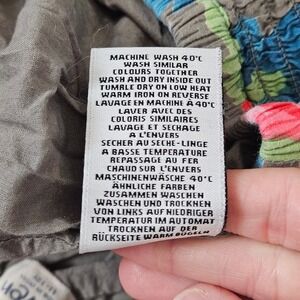 MACHINE WASH 40°C
WASH SIMILAR
COLOURS TOGETHER
WASH AND DRY INSIDE OUT
TUMBLE DRY ON LOW HEAT
WARM IRON ON REVERSE
LAVAGE EN MACHINE À 40°C
LAVER AVEC DES
COLORIS SIMILAIRES
LAVAGE ET SECHAGE
A L'ENVERS
SECHER AU SECHE-LINGE
A BASSE TEMPERATURE
REPASSAGE AU FER
CHAUD SUR L'ENVERS
MASCHINENWÄSCHE 40°C
ÄHNLICHE FARBEN
ZUSAMMEN WASCHEN
WASCHEN UND TROCKNEN
VON LINKS AUF NIEDRIGER
TEMPERATUR IM AUTOMAT
TROCKNEN AUF DER
RÜCKSEITE WARM BÜGELN